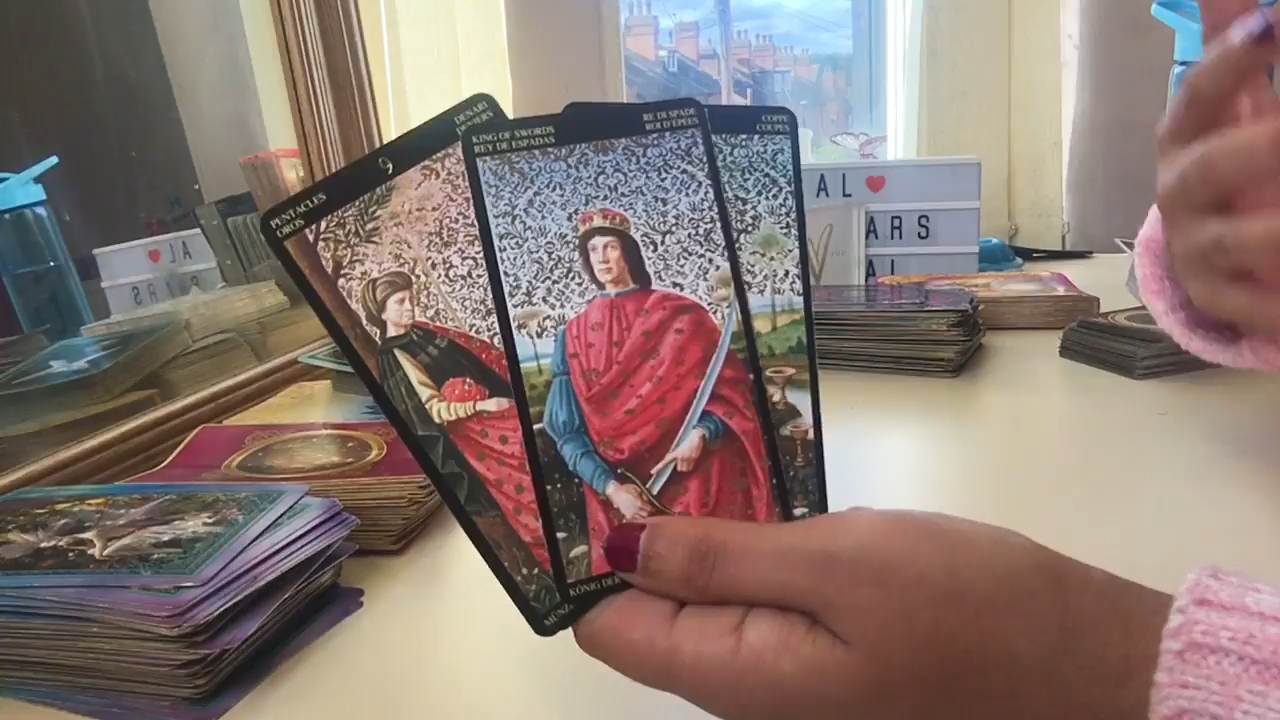 PENTACLES
OROS
9
DENARI
DENIERS
KING OF SWORDS
REY DE ESPADAS
RE DI SPADE
ROI D'ÉPÉES
COPPE
COUPES
KÖNIG DER
MÜNZ
AL ♥
ARS
AL